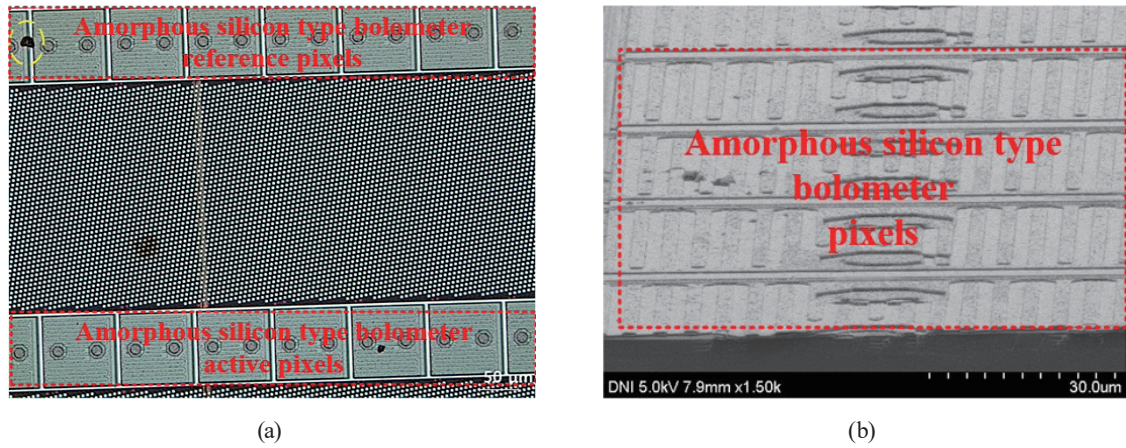 Amorphous silicon type bolometer
reference pixels
Amorphous silicon type bolometer
active pixels
50 μm
(a)
Amorphous silicon type
bolometer
pixels
DNI 5.0kV 7.9mm x1.50k
30.0um
(b)